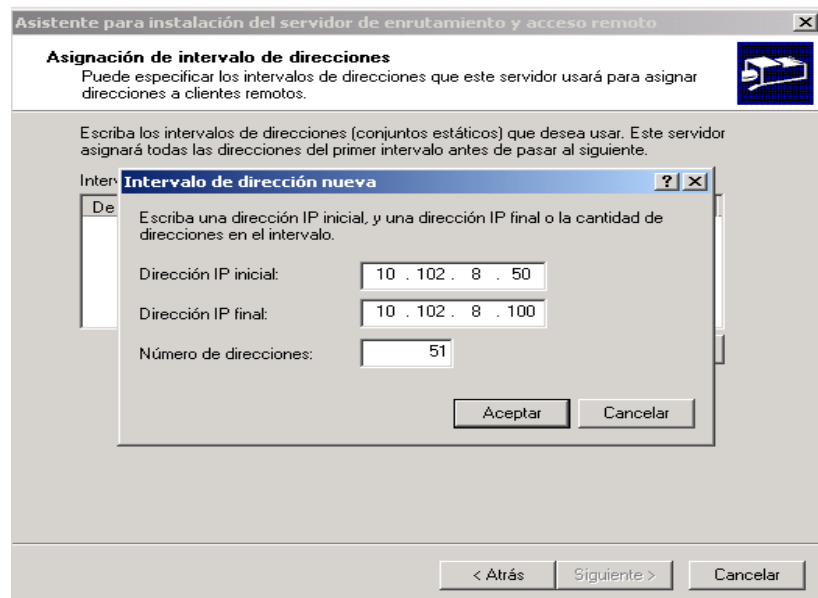 Asistente para instalación del servidor de enrutamiento y acceso remoto
Asignación de intervalo de direcciones
Puede especificar los intervalos de direcciones que este servidor usará para asignar
direcciones a clientes remotos.
Escriba los intervalos de direcciones (conjuntos estáticos) que desea usar. Este servidor
asignará todas las direcciones del primer intervalo antes de pasar al siguiente.
Intervalo de dirección nueva
De
Escriba una dirección IP inicial, y una dirección IP final o la cantidad de
direcciones en el intervalo.
Dirección IP inicial: 10 . 102 . 8 . 50
Dirección IP final: 10 . 102 . 8 . 100
Número de direcciones: 51
Aceptar Cancelar
< Atrás Siguiente > Cancelar